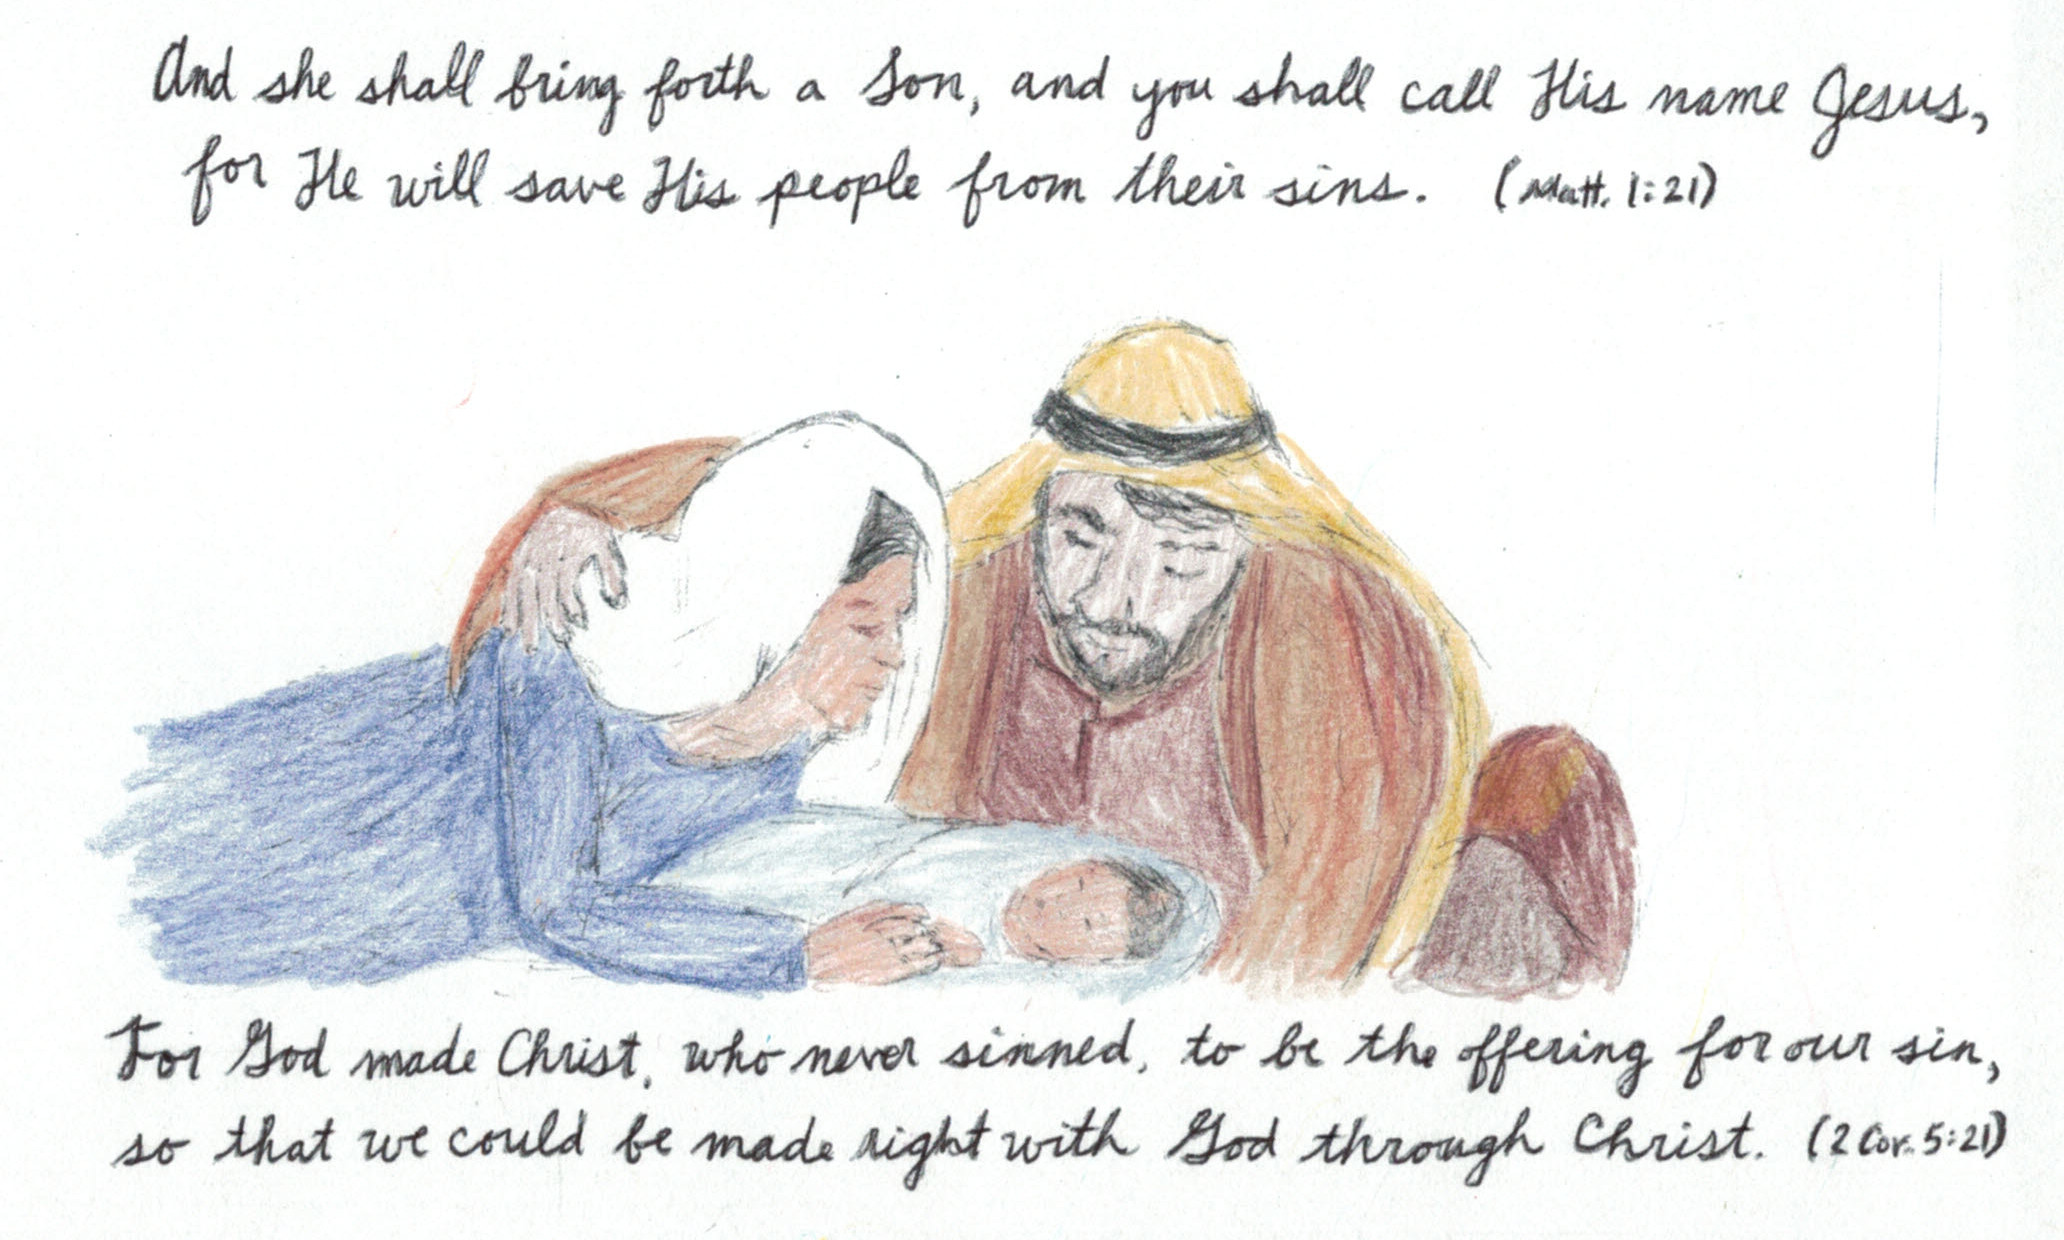 And she shall bring forth a Son, and you shall call His name Jesus,
for He will save His people from their sins. (Matt. 1:21)
For God made Christ, who never sinned, to be the offering for our sin,
so that we could be made right with God through Christ. (2 Cor. 5:21)